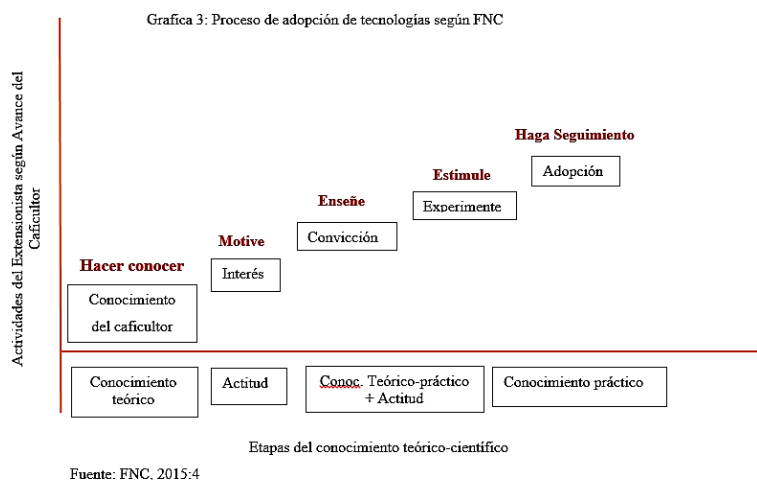 Grafica 3: Proceso de adopción de tecnologías según FNC
Actividades del Extensionista según Avance del
Caficultor
Haga Seguimiento
Adopción
Estimule
Experimente
Enseñe
Convicción
Motive
Interés
Hacer conocer
Conocimiento
del caficultor
Conocimiento
teórico
Actitud
Conoc. Teórico-práctico
+ Actitud
Conocimiento práctico
Etapas del conocimiento teórico-científico
Fuente: FNC, 2015:4